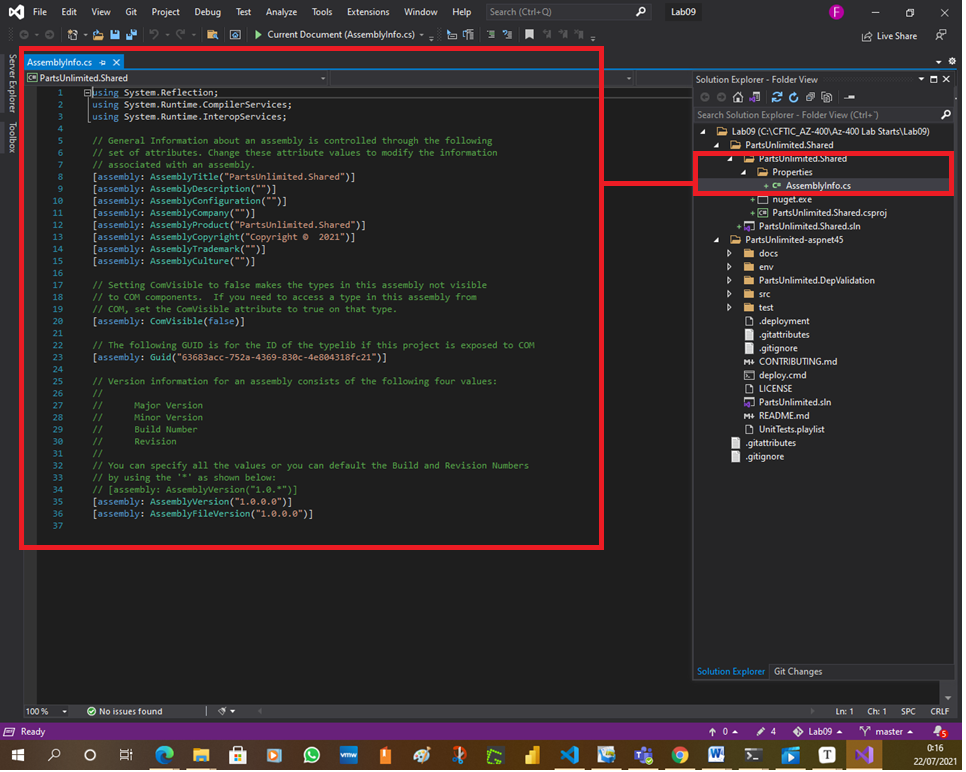 File Edit View Git Project Debug Test Analyze Tools Extensions Window Help Search (Ctrl+Q) Lab09 F
Current Document (AssemblyInfo.cs) Live Share
Server Explorer
Toolbox
AssemblyInfo.cs
PartsUnlimited.Shared
1 using System.Reflection;
2 using System.Runtime.CompilerServices;
3 using System.Runtime.InteropServices;
4
5 // General Information about an assembly is controlled through the following
6 // set of attributes. Change these attribute values to modify the information
7 // associated with an assembly.
8 [assembly: AssemblyTitle("PartsUnlimited.Shared")]
9 [assembly: AssemblyDescription("")]
10 [assembly: AssemblyConfiguration("")]
11 [assembly: AssemblyCompany("")]
12 [assembly: AssemblyProduct("PartsUnlimited.Shared")]
13 [assembly: AssemblyCopyright("Copyright © 2021")]
14 [assembly: AssemblyTrademark("")]
15 [assembly: AssemblyCulture("")]
16
17 // Setting ComVisible to false makes the types in this assembly not visible
18 // to COM components. If you need to access a type in this assembly from
19 // COM, set the ComVisible attribute to true on that type.
20 [assembly: ComVisible(false)]
21
22 // The following GUID is for the ID of the typelib if this project is exposed to COM
23 [assembly: Guid("63683acc-752a-4369-830c-4e804318fc21")]
24
25 // Version information for an assembly consists of the following four values:
26 //
27 // Major Version
28 // Minor Version
29 // Build Number
30 // Revision
31 //
32 // You can specify all the values or you can default the Build and Revision Numbers
33 // by using the '*' as shown below:
34 // [assembly: AssemblyVersion("1.0.*")]
35 [assembly: AssemblyVersion("1.0.0.0")]
36 [assembly: AssemblyFileVersion("1.0.0.0")]
37
Solution Explorer - Folder View
Search Solution Explorer - Folder View (Ctrl+¨)
Lab09 (C:\CFTIC_AZ-400\Az-400 Lab Starts\Lab09)
PartsUnlimited.Shared
PartsUnlimited.Shared
Properties
C# AssemblyInfo.cs
nuget.exe
PartsUnlimited.Shared.csproj
PartsUnlimited.Shared.sln
PartsUnlimited-aspnet45
docs
env
PartsUnlimited.DepValidation
src
test
.deployment
.gitattributes
.gitignore
CONTRIBUTING.md
deploy.cmd
LICENSE
PartsUnlimited.sln
README.md
UnitTests.playlist
.gitattributes
.gitignore
Solution Explorer Git Changes
100 % No issues found Ln: 1 Ch: 1 SPC CRLF
Ready 0 4 Lab09 master 5
vmw W T
0:16
22/07/2021